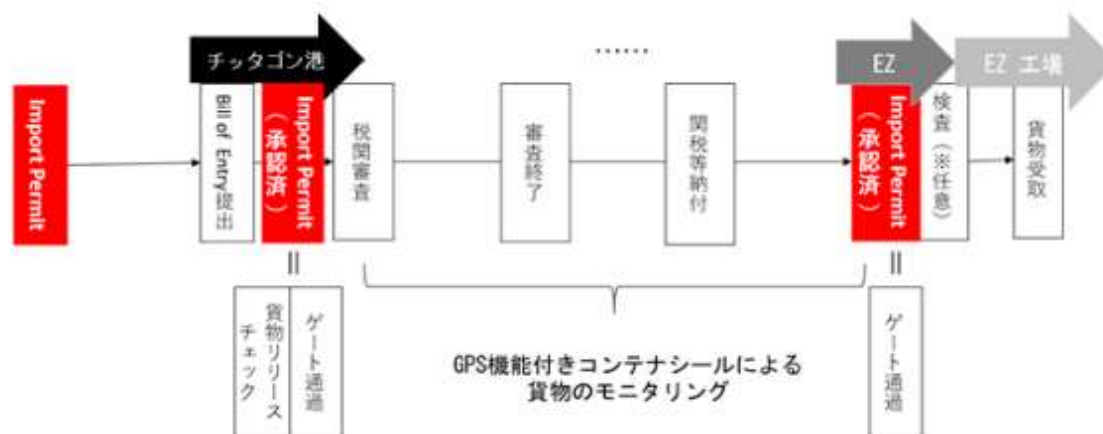 チッタゴン港
……
EZ
EZ 工場
Import Permit
Bill of Entry提出
Import Permit
(承認済)
税関審査
審査終了
関税等納付
Import Permit
(承認済)
検査(※任意)
貨物受取
貨物リリース
チェック
ゲート通過
GPS機能付きコンテナシールによる
貨物のモニタリング
ゲート通過